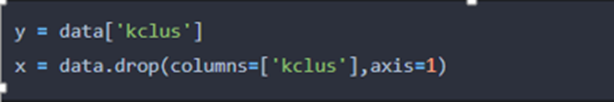 y = data['kclus']
x = data.drop(columns=['kclus'],axis=1)